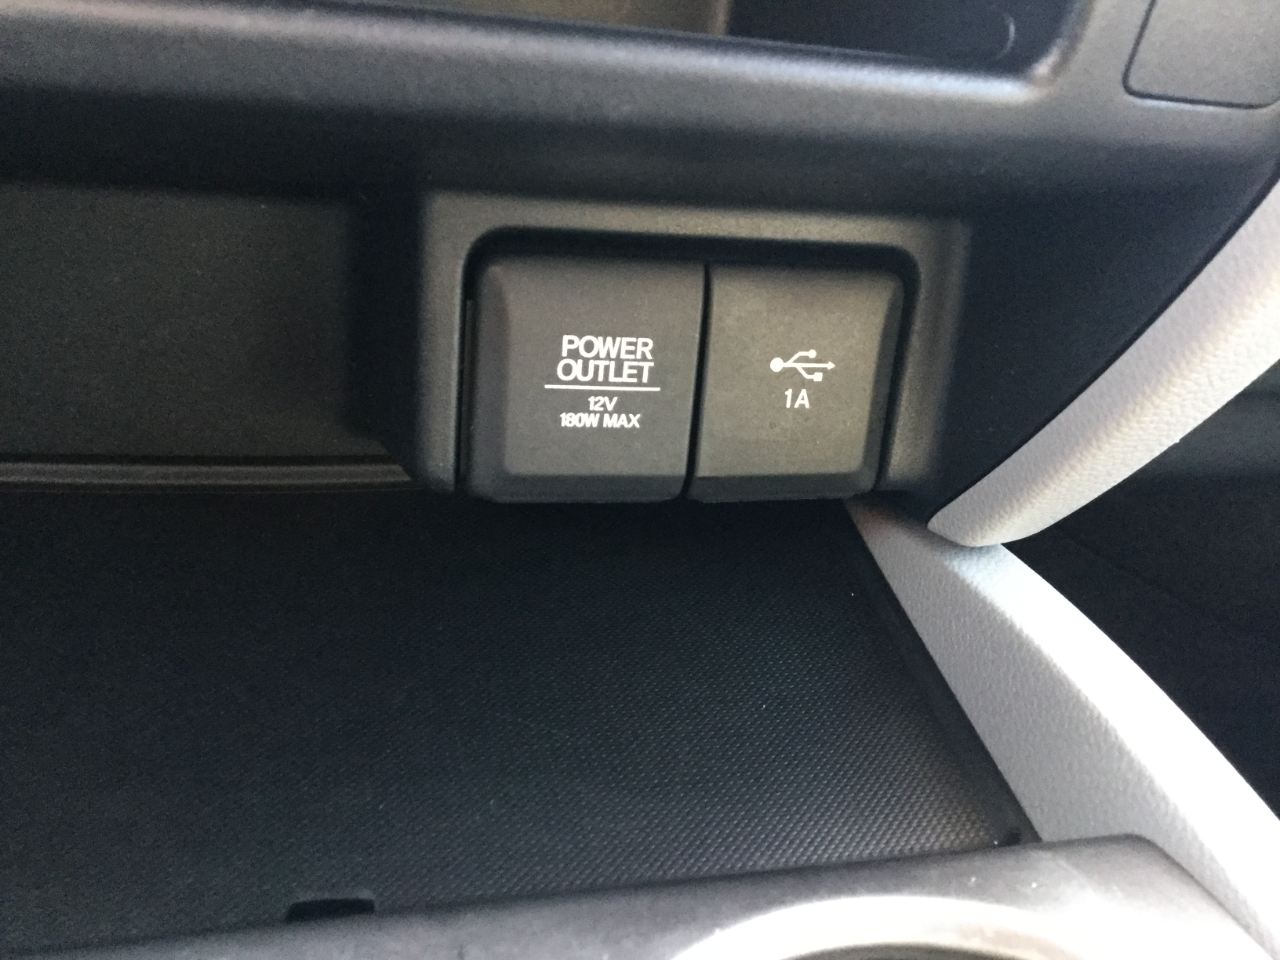 POWER
OUTLET
12V
180W MAX
1A